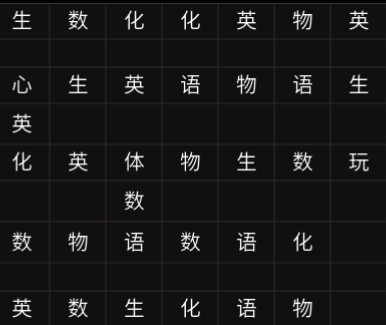 生 数 化 化 英 物 英
心 生 英 语 物 语 生
英
化 英 体 物 生 数 玩
数
数 物 语 数 语 化
英 数 生 化 语 物